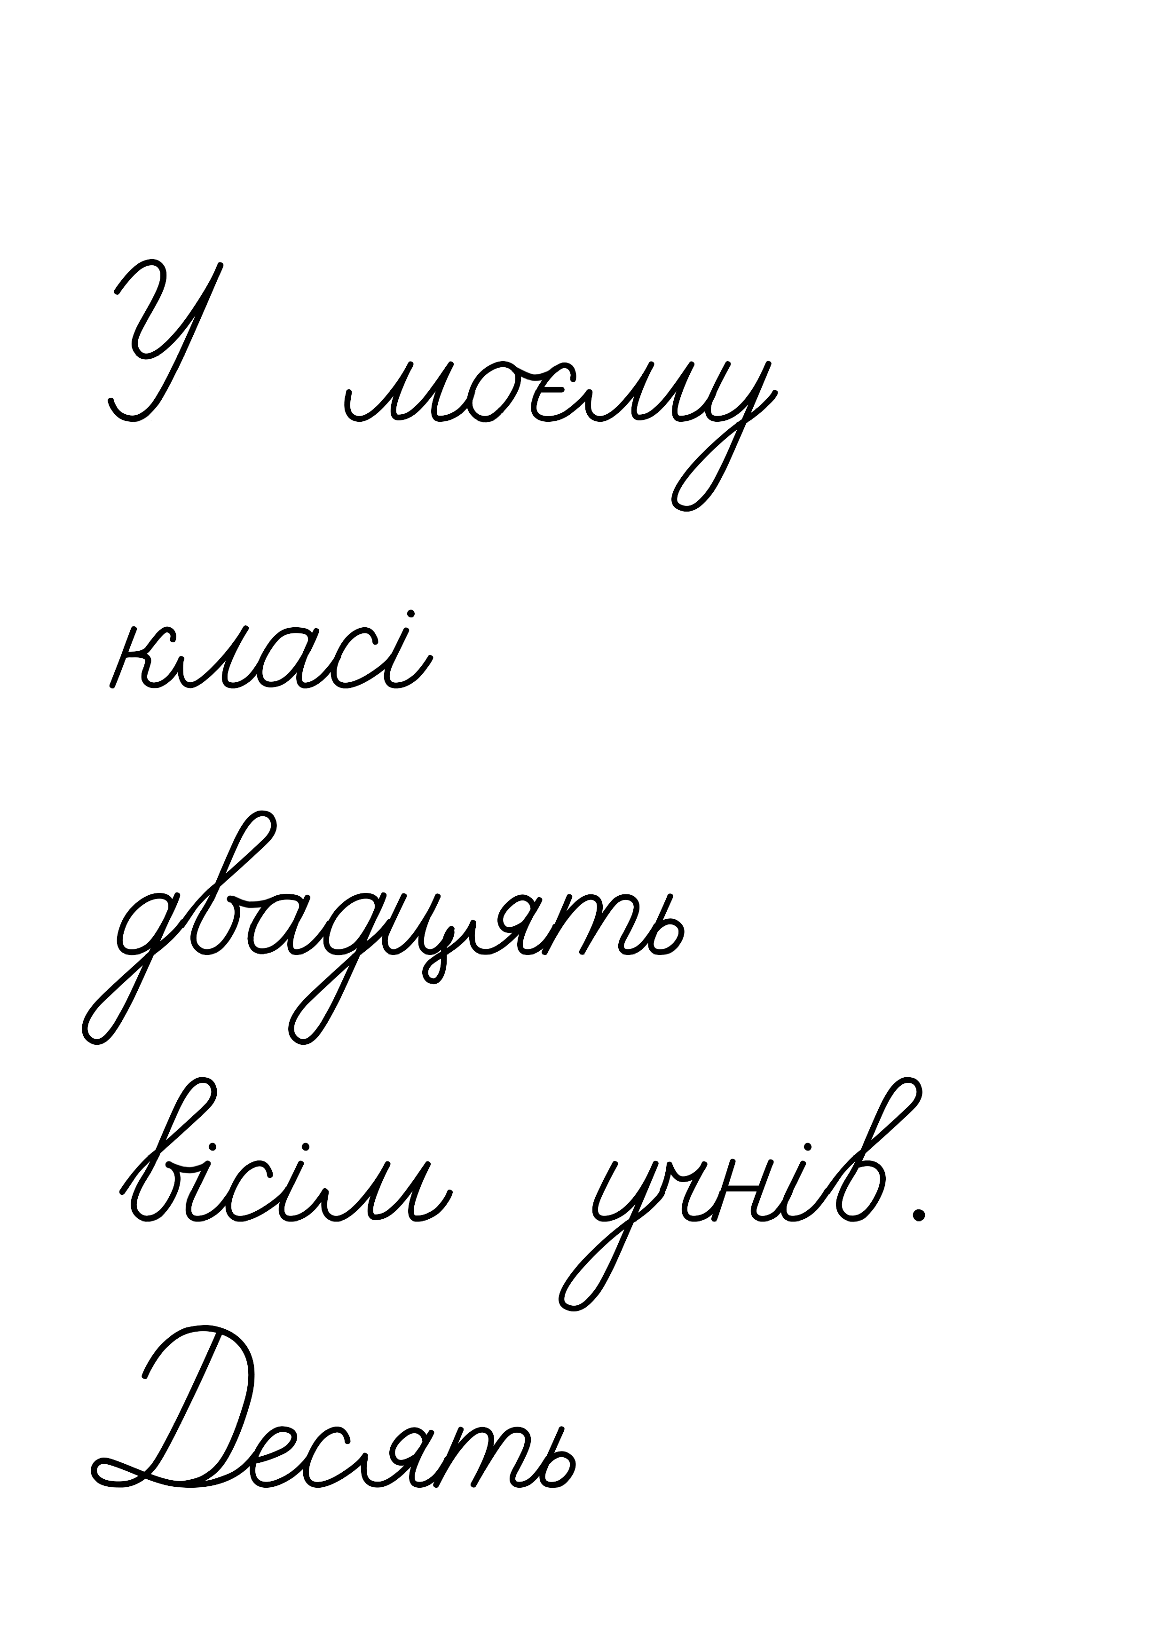 У моєму
класі
двадцять
вісім учнів.
Десять